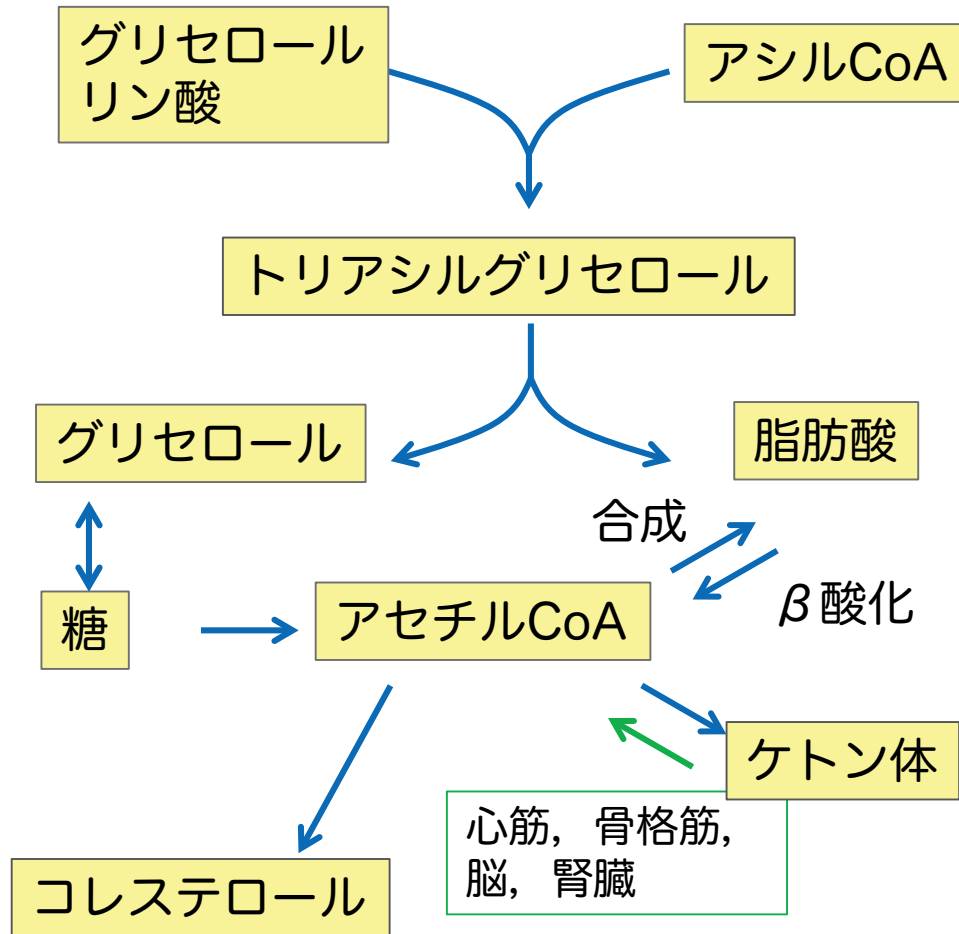 グリセロール
リン酸
アシルCoA
トリアシルグリセロール
グリセロール
脂肪酸
合成
β酸化
糖
アセチルCoA
ケトン体
心筋，骨格筋，
脳，腎臓
コレステロール